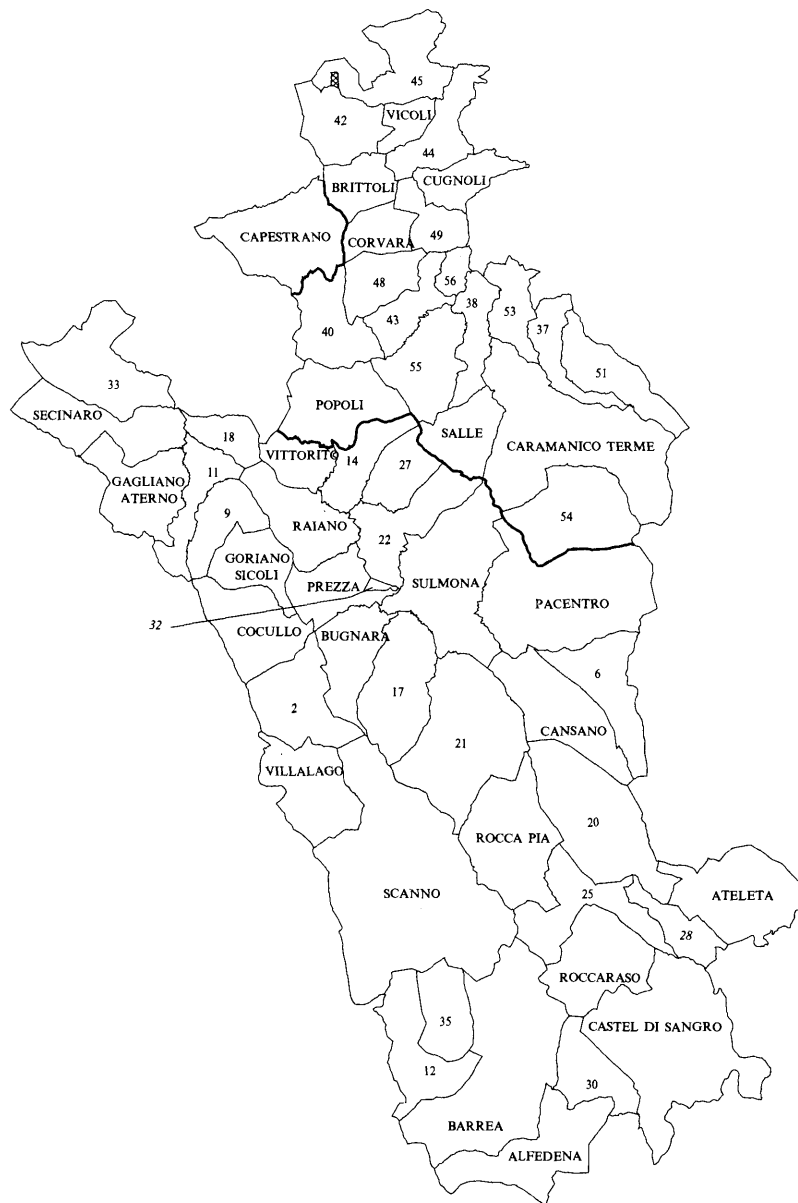 45
42
VICOLI
44
BRITTOLI
CUGNOLI
CAPESTRANO
CORVARA
49
48
56
38
53
40
43
37
33
55
51
SECINARO
POPOLI
18
SALLE
VITTORITO
14
27
CARAMANICO TERME
11
GAGLIANO
ATERNO
9
RAIANO
54
22
GORIANO
SICOLI
PREZZA
SULMONA
PACENTRO
32
COCULLO
BUGNARA
6
2
17
CANSANO
21
VILLALAGO
20
ROCCA PIA
SCANNO
25
ATELETA
28
ROCCARASO
35
CASTEL DI SANGRO
12
30
BARREA
ALFEDENA